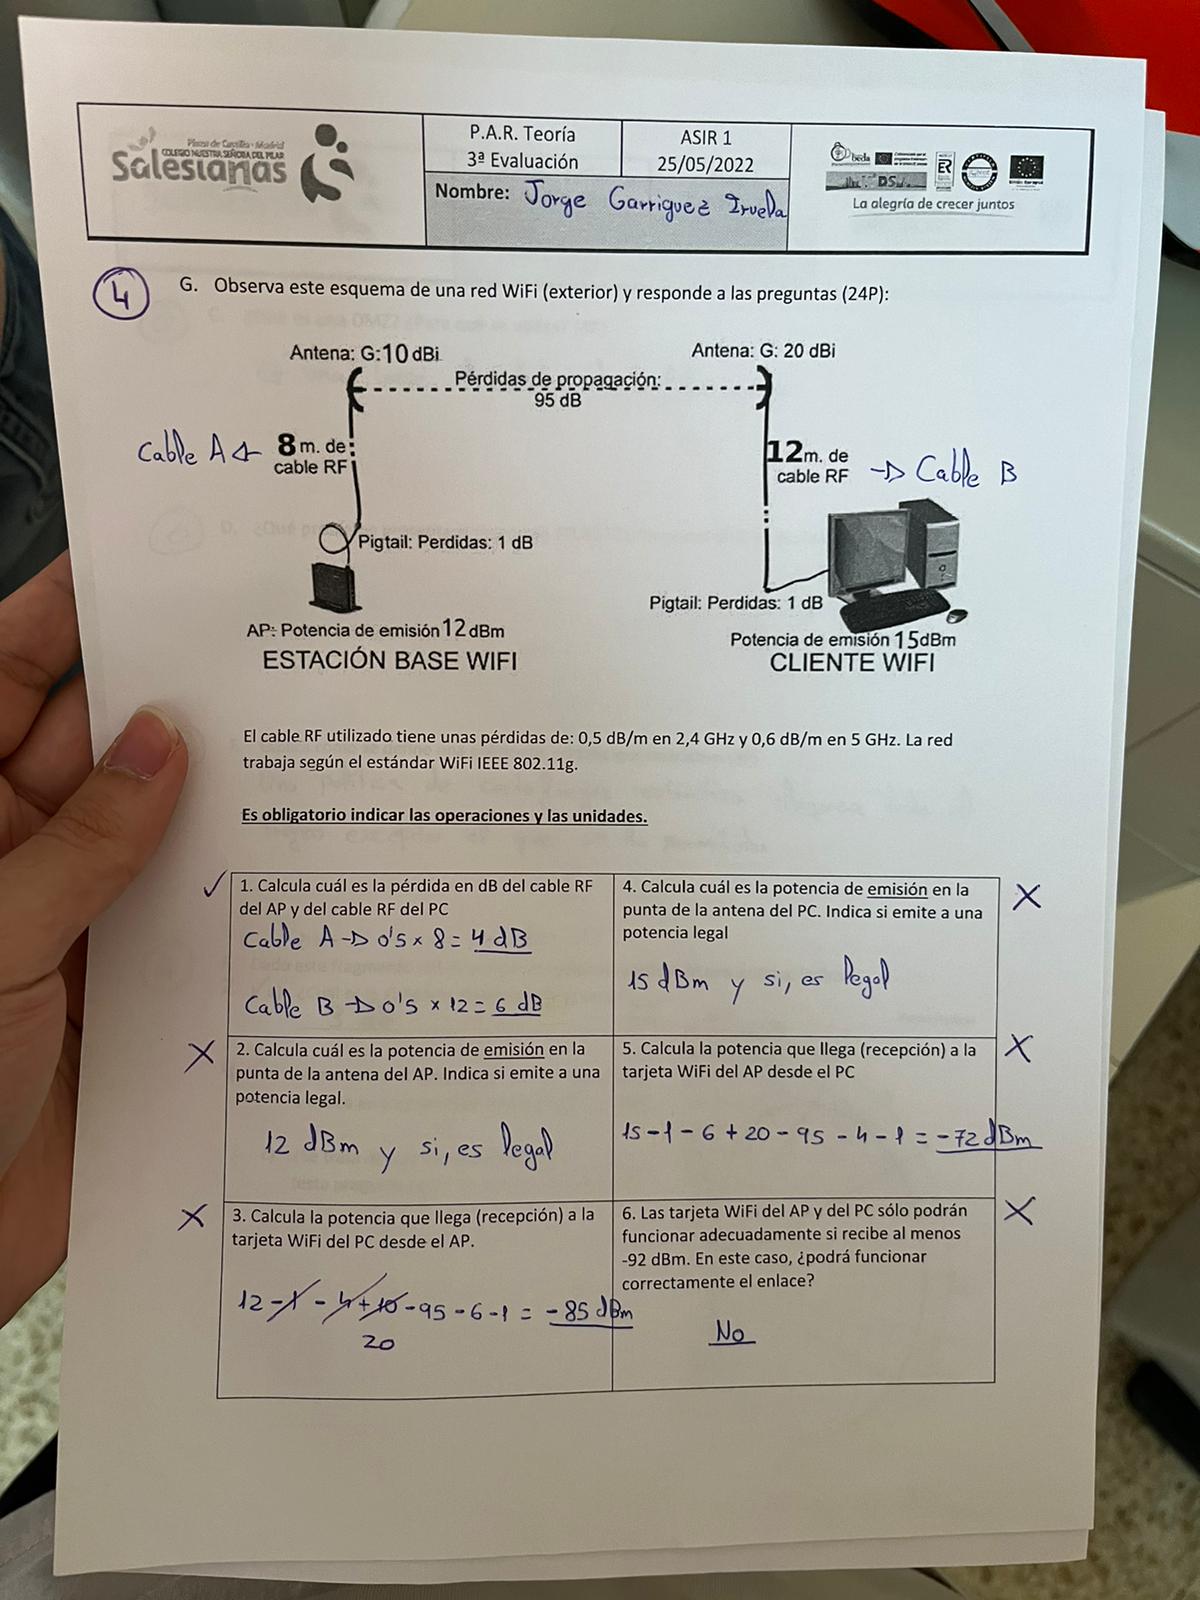 Plaza de Castilla - Madrid
COLEGIO NUESTRA SEÑORA DEL PILAR
Salesianas
P.A.R. Teoría
3ª Evaluación
ASIR 1
25/05/2022
Nombre: Jorge Garriguez Iruela
beda
ER
La alegría de crecer juntos
4
G. Observa este esquema de una red WiFi (exterior) y responde a las preguntas (24P):
Antena: G:10 dBi
Antena: G: 20 dBi
Pérdidas de propagación:
95 dB
Cable A
8m. de
cable RF
12m. de
cable RF
Cable B
Pigtail: Perdidas: 1 dB
Pigtail: Perdidas: 1 dB
AP: Potencia de emisión 12dBm
ESTACIÓN BASE WIFI
Potencia de emisión 15dBm
CLIENTE WIFI
El cable RF utilizado tiene unas pérdidas de: 0,5 dB/m en 2,4 GHz y 0,6 dB/m en 5 GHz. La red
trabaja según el estándar WiFi IEEE 802.11g.
Es obligatorio indicar las operaciones y las unidades.
1. Calcula cuál es la pérdida en dB del cable RF
del AP y del cable RF del PC
Cable A → 0'5 x 8 = 4 dB
Cable B → 0'5 x 12 = 6 dB
2. Calcula cuál es la potencia de emisión en la
punta de la antena del AP. Indica si emite a una
potencia legal.
12 dBm y si, es legal
3. Calcula la potencia que llega (recepción) a la
tarjeta WiFi del PC desde el AP.
12 - 1 - 4 + 10 - 95 - 6 - 1 = -85 dBm
20
4. Calcula cuál es la potencia de emisión en la
punta de la antena del PC. Indica si emite a una
potencia legal
15 dBm y si, es legal
5. Calcula la potencia que llega (recepción) a la
tarjeta WiFi del AP desde el PC
15 - 1 - 6 + 20 - 95 - 4 - 1 = -72 dBm
6. Las tarjeta WiFi del AP y del PC sólo podrán
funcionar adecuadamente si recibe al menos
-92 dBm. En este caso, ¿podrá funcionar
correctamente el enlace?
No